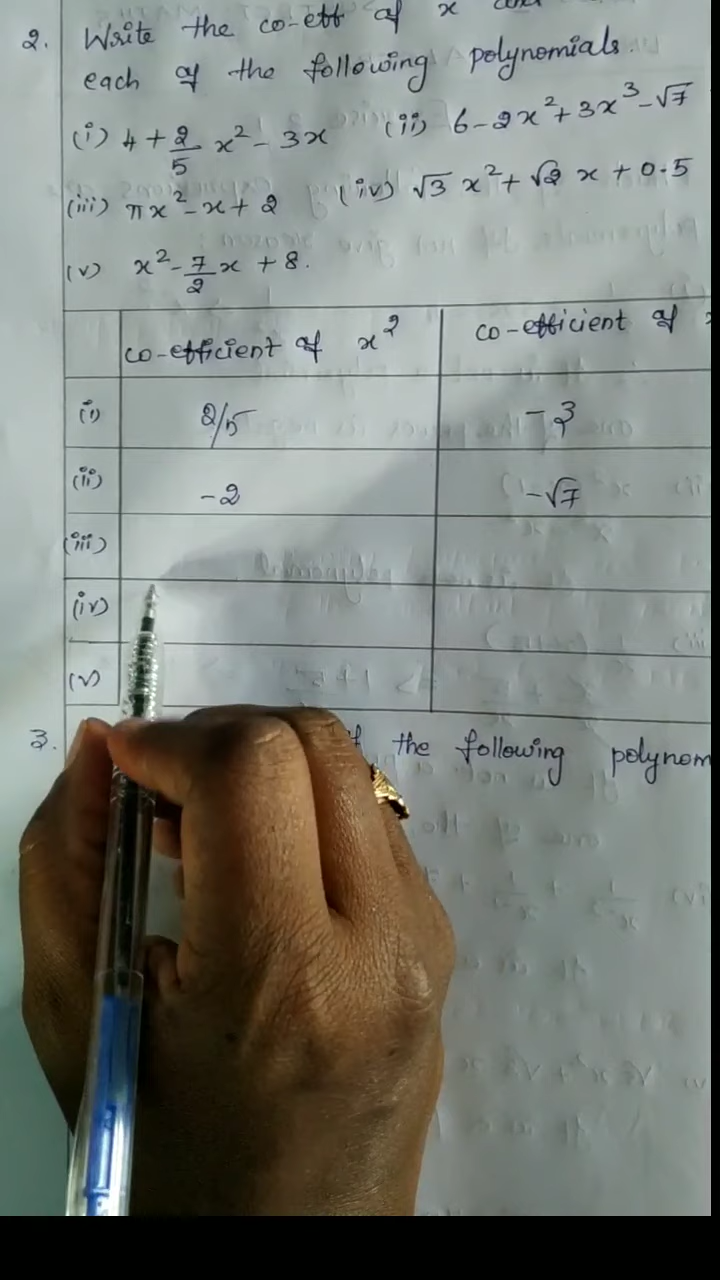 2. Write the co-eff of x and
each of the following polynomials.
(i) 4 + 2/5 x² - 3x (ii) 6 - 2x² + 3x³ - √7
(iii) πx² - x + 2 (iv) √3 x² + √2 x + 0.5
(v) x² - 7/2 x + 8.
co-efficient of x² co-efficient of
(i) 2/5 -3
(ii) -2 -√7
(iii)
(iv)
(v)
3. the following polynom